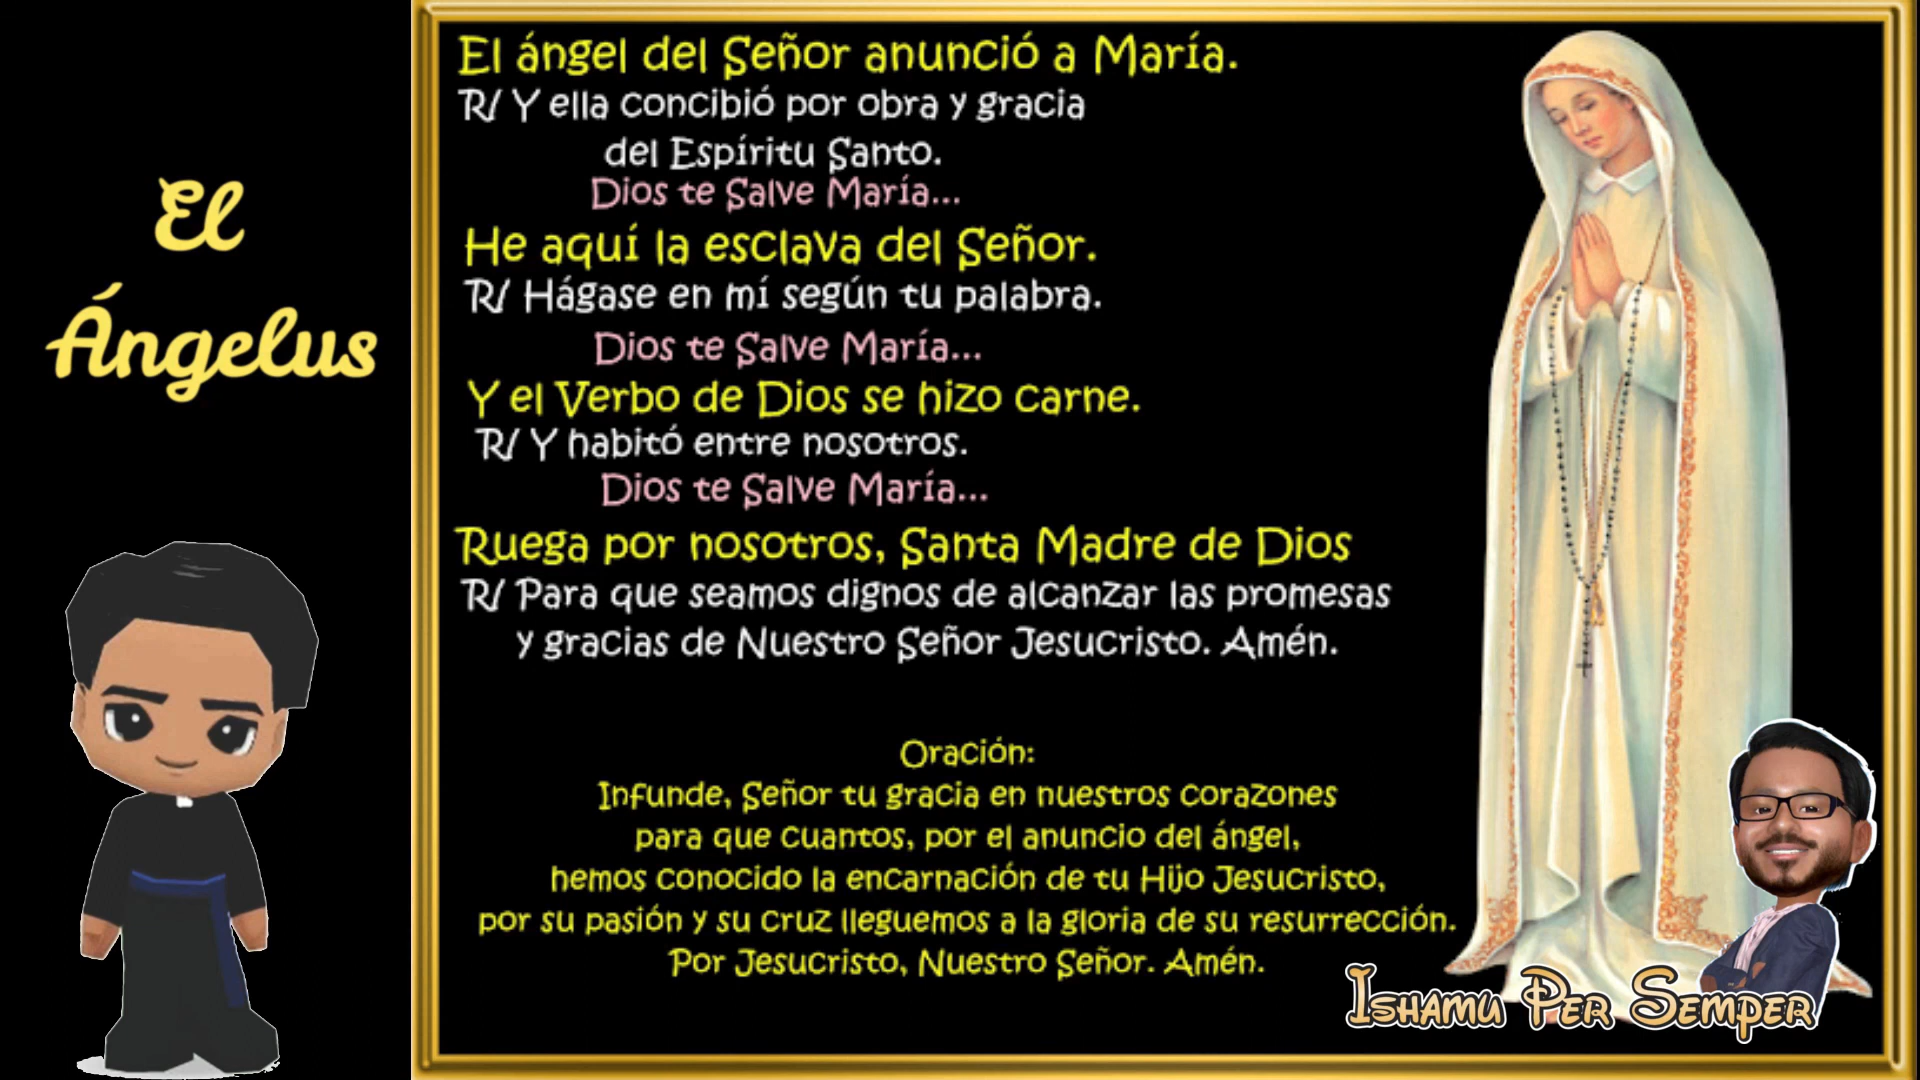 El
Ángelus
El ángel del Señor anunció a María.
R/ Y ella concibió por obra y gracia
del Espíritu Santo.
Dios te Salve María...
He aquí la esclava del Señor.
R/ Hágase en mí según tu palabra.
Dios te Salve María...
Y el Verbo de Dios se hizo carne.
R/ Y habitó entre nosotros.
Dios te Salve María...
Ruega por nosotros, Santa Madre de Dios
R/ Para que seamos dignos de alcanzar las promesas
y gracias de Nuestro Señor Jesucristo. Amén.
Oración:
Infunde, Señor tu gracia en nuestros corazones
para que cuantos, por el anuncio del ángel,
hemos conocido la encarnación de tu Hijo Jesucristo,
por su pasión y su cruz lleguemos a la gloria de su resurrección.
Por Jesucristo, Nuestro Señor. Amén.
Ishamu Per Semper